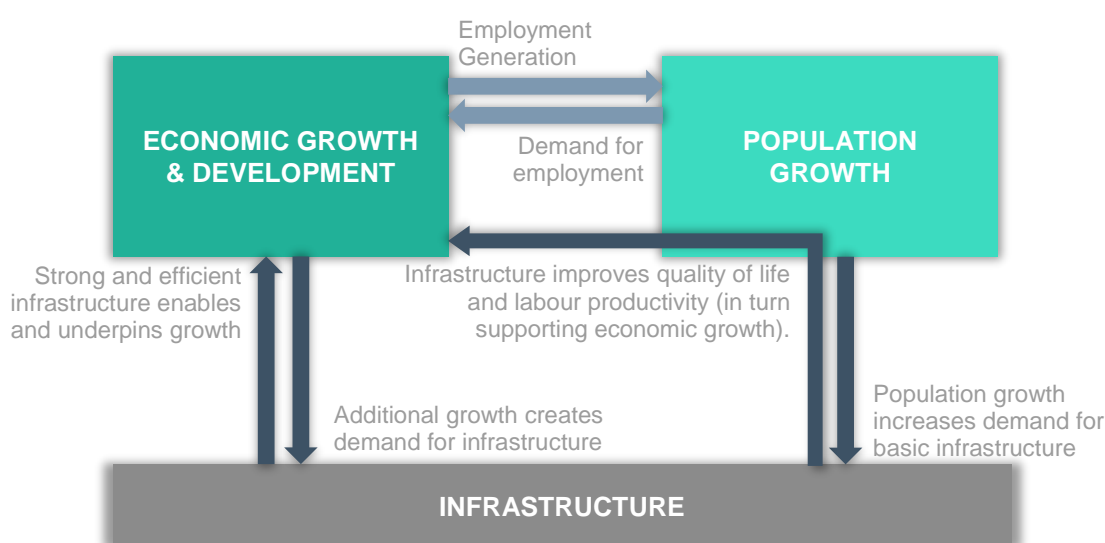 Employment
Generation
ECONOMIC GROWTH
& DEVELOPMENT
POPULATION
GROWTH
Demand for
employment
Strong and efficient
infrastructure enables
and underpins growth
Infrastructure improves quality of life
and labour productivity (in turn
supporting economic growth).
Additional growth creates
demand for infrastructure
Population growth
increases demand for
basic infrastructure
INFRASTRUCTURE